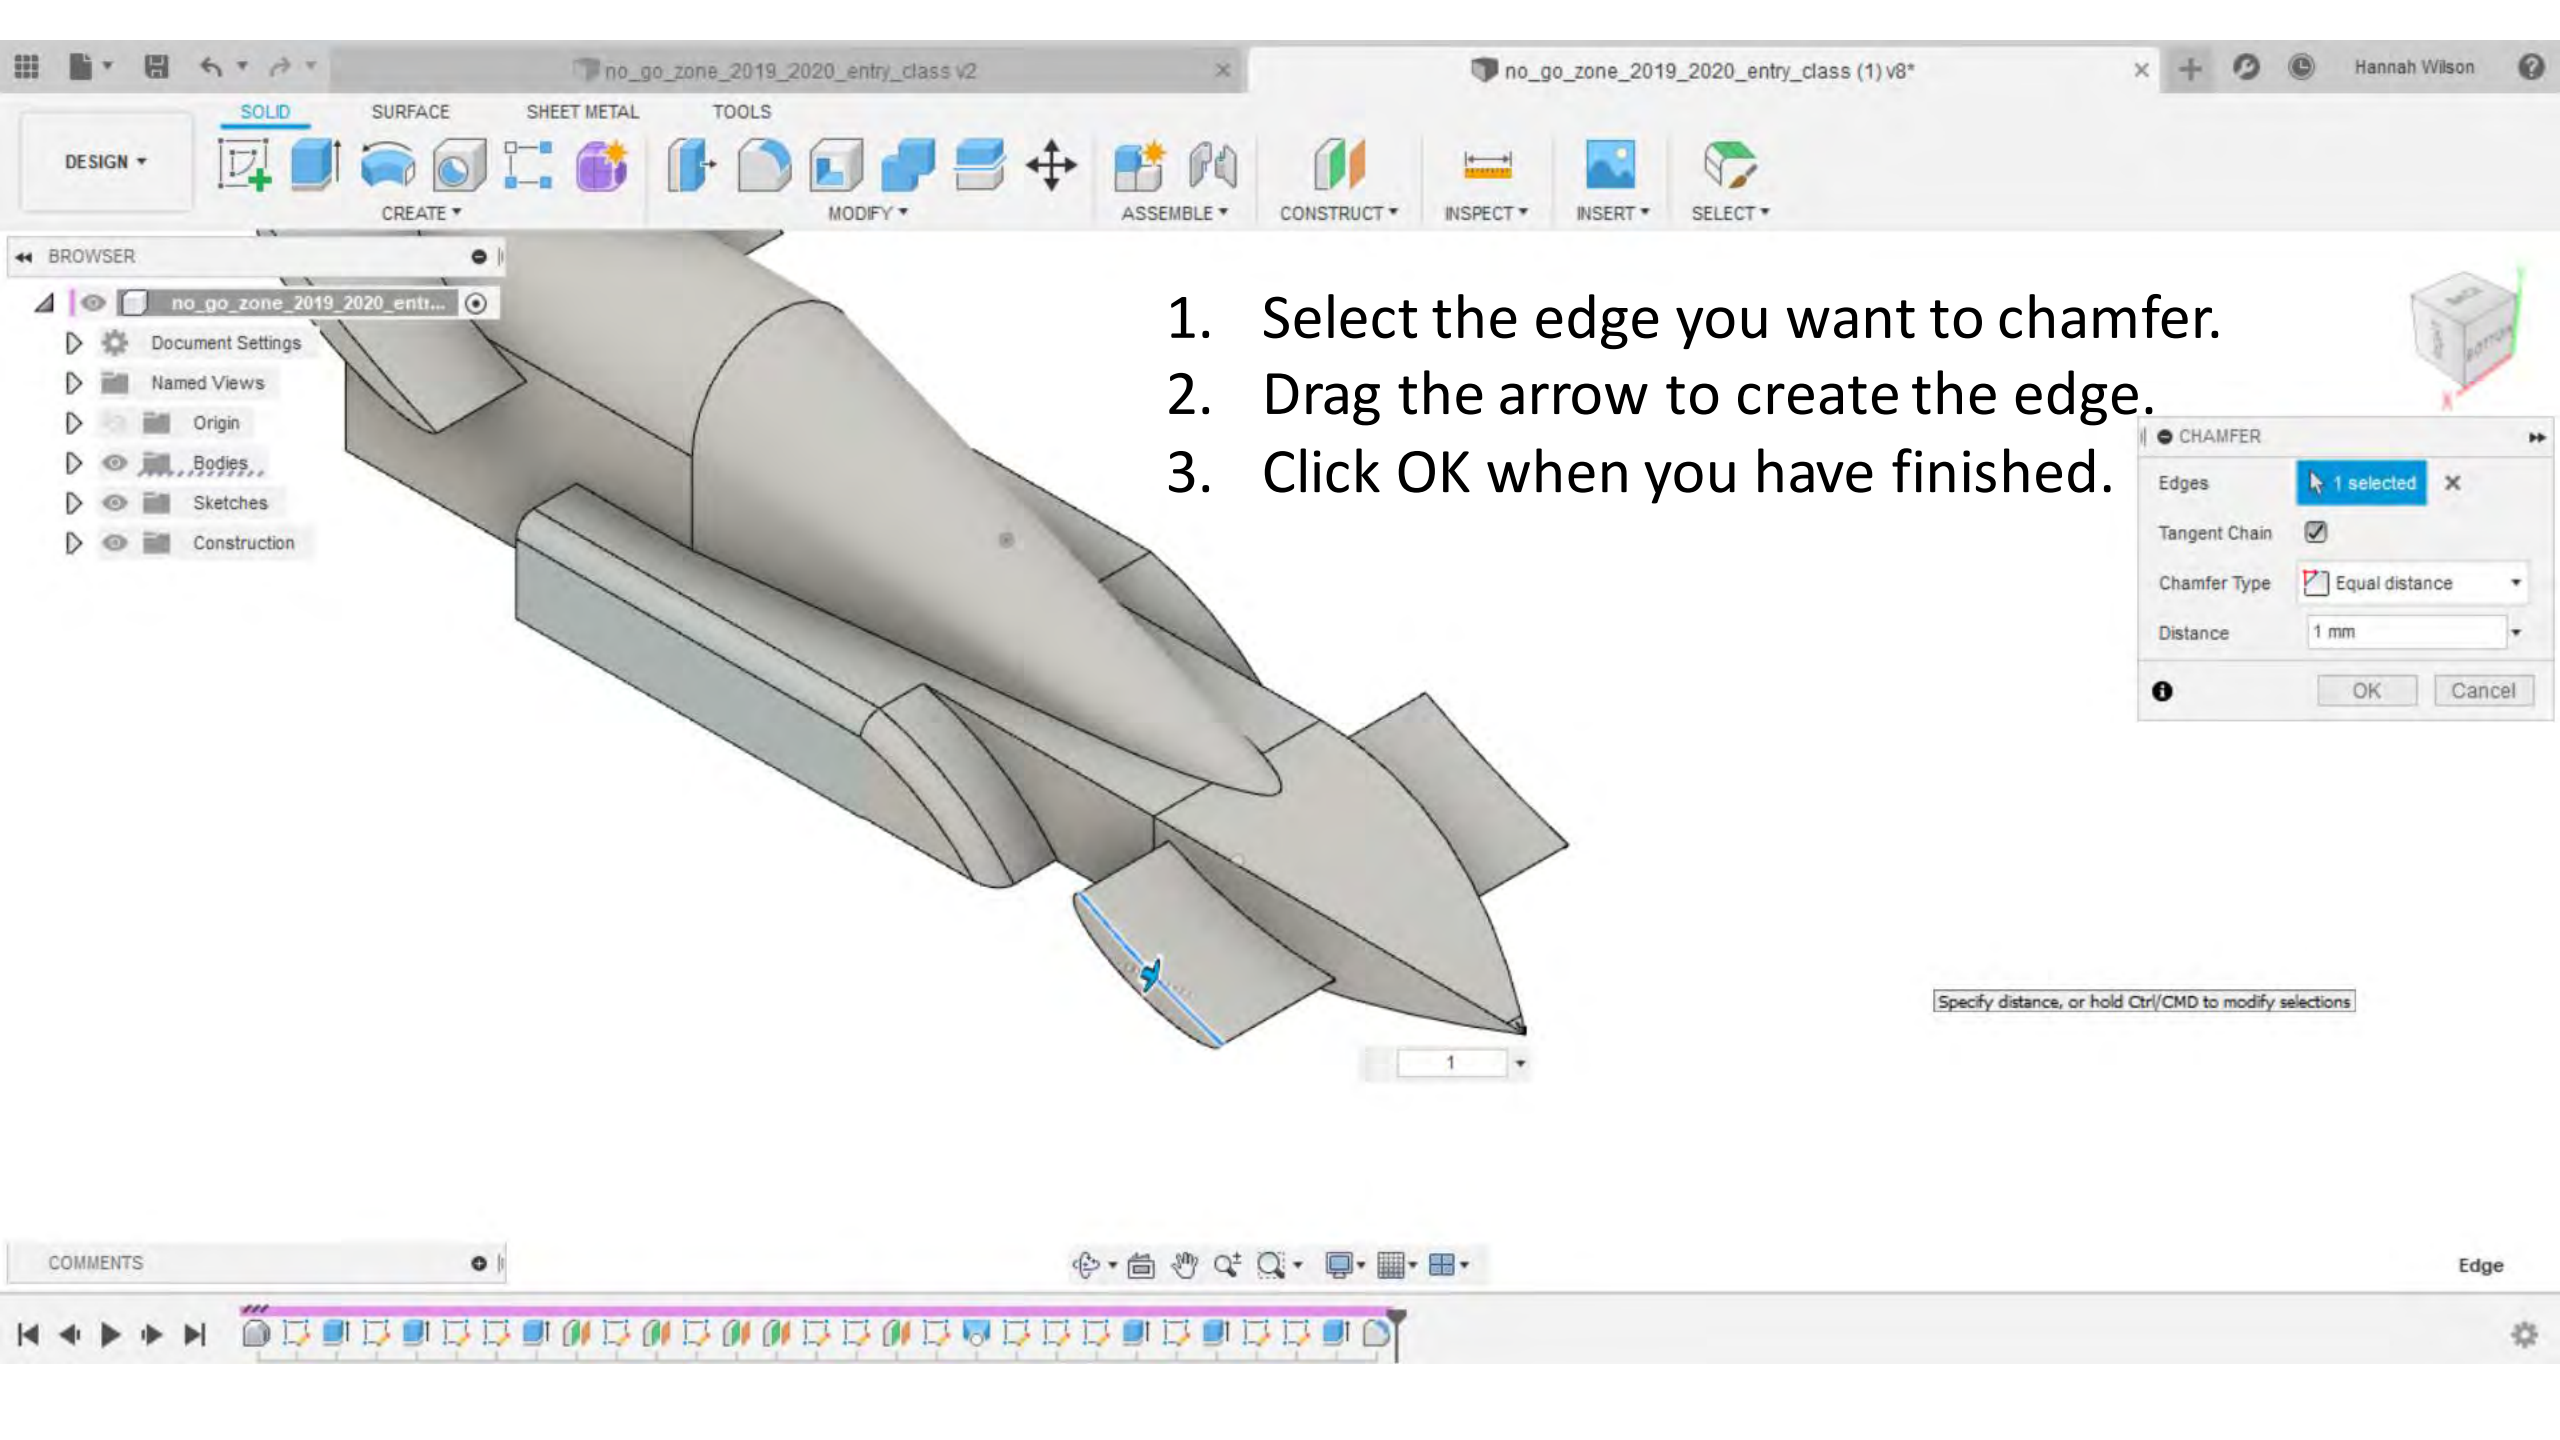 no_go_zone_2019_2020_entry_class v2
no_go_zone_2019_2020_entry_class (1) v8*
Hannah Wilson
SOLID
SURFACE
SHEET METAL
TOOLS
DESIGN
CREATE
MODIFY
ASSEMBLE
CONSTRUCT
INSPECT
INSERT
SELECT
BROWSER
no_go_zone_2019_2020_entr...
Document Settings
Named Views
Origin
Bodies
Sketches
Construction
1. Select the edge you want to chamfer.
2. Drag the arrow to create the edge.
3. Click OK when you have finished.
BACK
BOTTOM
X
CHAMFER
Edges 1 selected
Tangent Chain
Chamfer Type Equal distance
Distance 1 mm
OK Cancel
Specify distance, or hold Ctrl/CMD to modify selections
1
COMMENTS
Edge